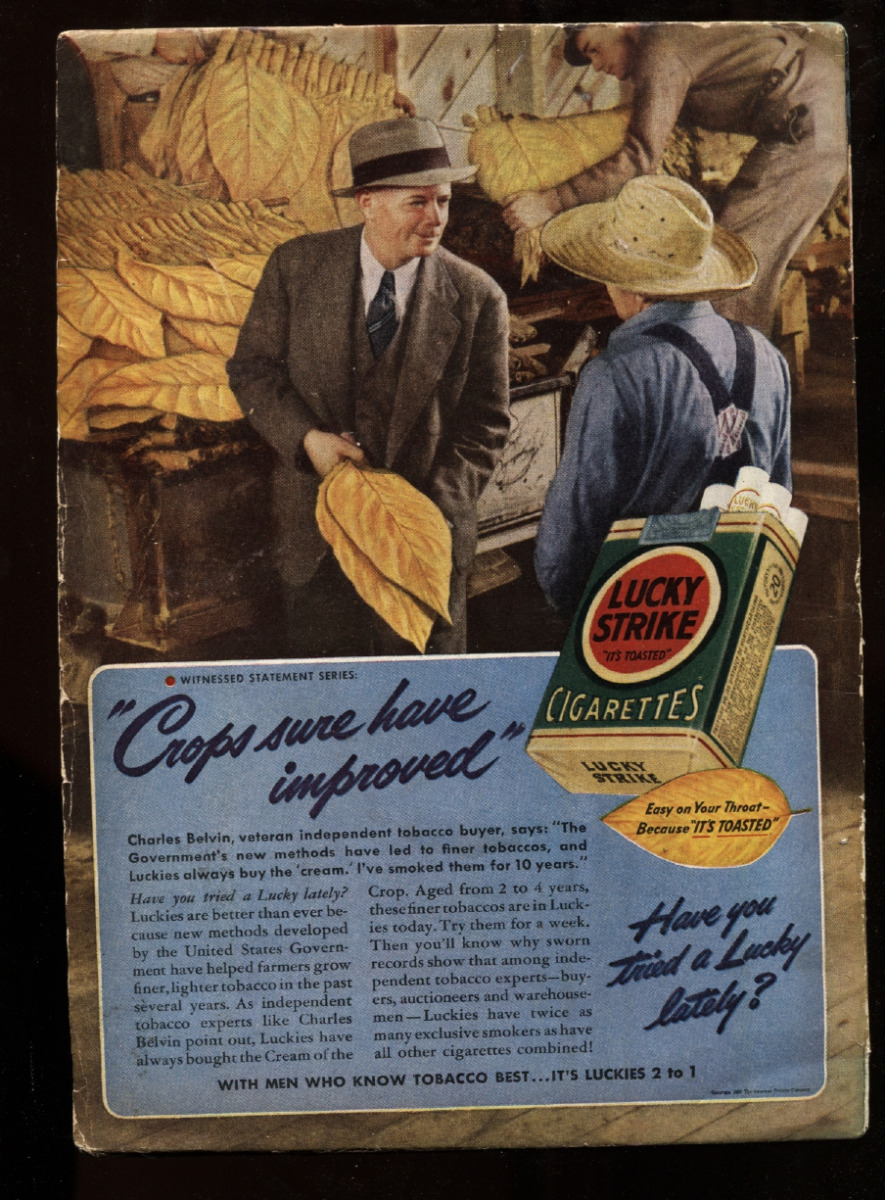 LUCKY
LUCKY
STRIKE
"IT'S TOASTED"
CIGARETTES
LUCKY
STRIKE
20
WITNESSED STATEMENT SERIES:
"Crops sure have
improved"
Easy on Your Throat–
Because "IT'S TOASTED"
Charles Belvin, veteran independent tobacco buyer, says: "The
Government's new methods have led to finer tobaccos, and
Luckies always buy the 'cream.' I've smoked them for 10 years."
Have you tried a Lucky lately?
Luckies are better than ever be-
cause new methods developed
by the United States Govern-
ment have helped farmers grow
finer, lighter tobacco in the past
several years. As independent
tobacco experts like Charles
Belvin point out, Luckies have
always bought the Cream of the
Crop. Aged from 2 to 4 years,
these finer tobaccos are in Luck-
ies today. Try them for a week.
Then you'll know why sworn
records show that among inde-
pendent tobacco experts—buy-
ers, auctioneers and warehouse-
men—Luckies have twice as
many exclusive smokers as have
all other cigarettes combined!
Have you
tried a Lucky
lately?
WITH MEN WHO KNOW TOBACCO BEST...IT'S LUCKIES 2 to 1
The American Tobacco Company